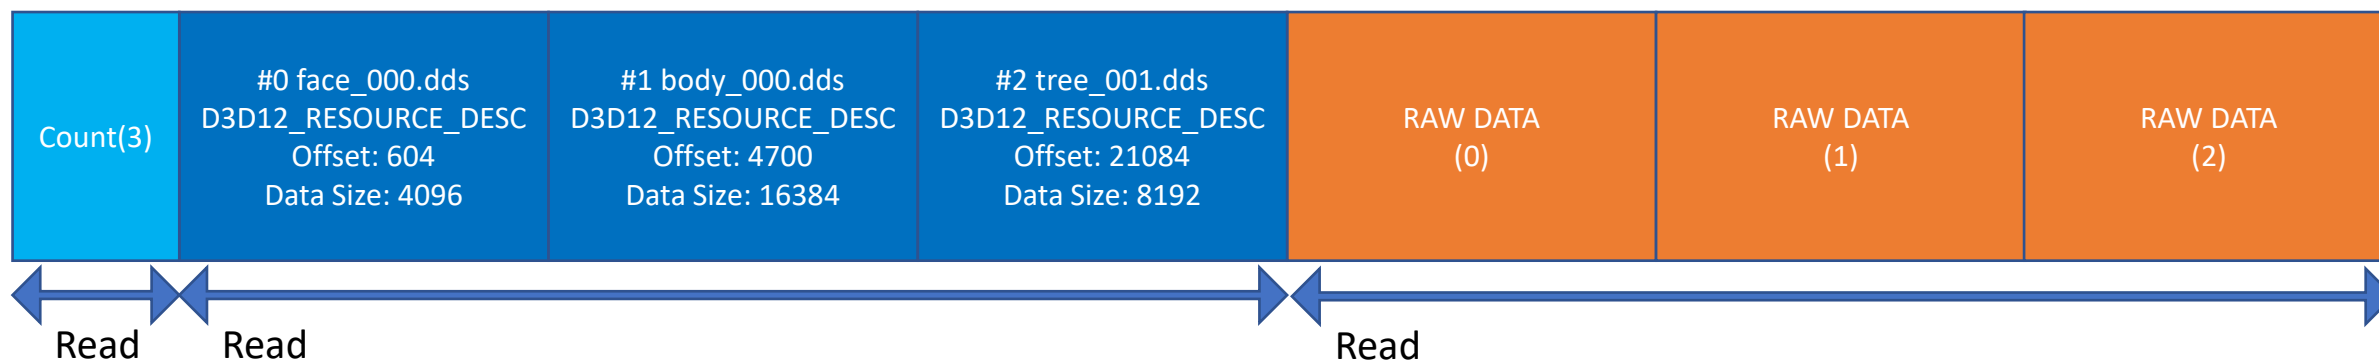 Count(3)
#0 face_000.dds
D3D12_RESOURCE_DESC
Offset: 604
Data Size: 4096
#1 body_000.dds
D3D12_RESOURCE_DESC
Offset: 4700
Data Size: 16384
#2 tree_001.dds
D3D12_RESOURCE_DESC
Offset: 21084
Data Size: 8192
RAW DATA
(0)
RAW DATA
(1)
RAW DATA
(2)
Read
Read
Read